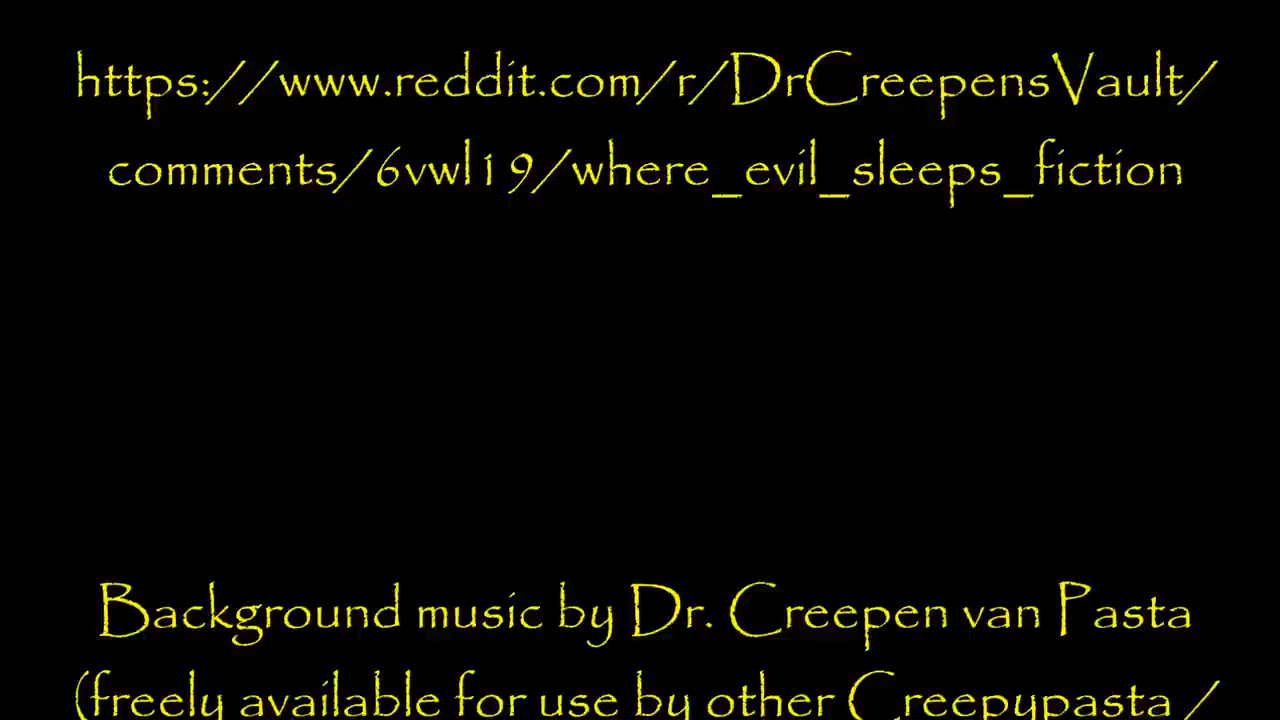 https://www.reddit.com/r/DrCreepensVault/
comments/6vwl19/where_evil_sleeps_fiction
Background music by Dr. Creepen van Pasta
(freely available for use by other Creepypasta /